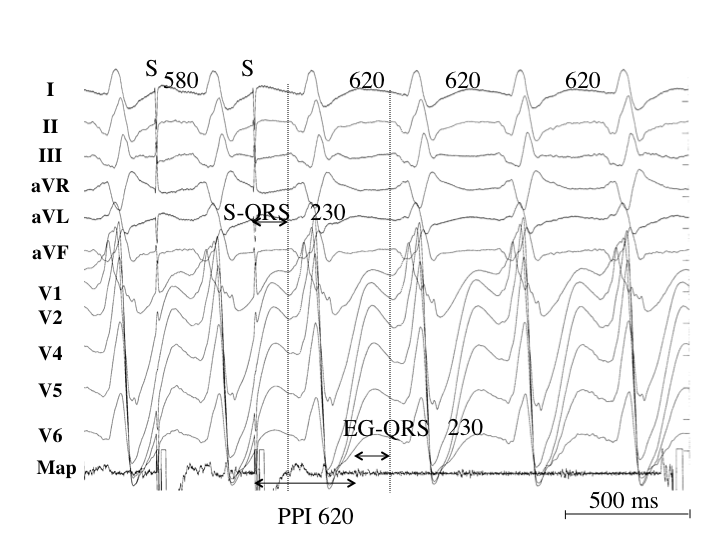 S 580 S 620 620 620
I
II
III
aVR
aVL
S-QRS 230
aVF
V1
V2
V4
V5
V6
EG-QRS 230
Map
500 ms
PPI 620